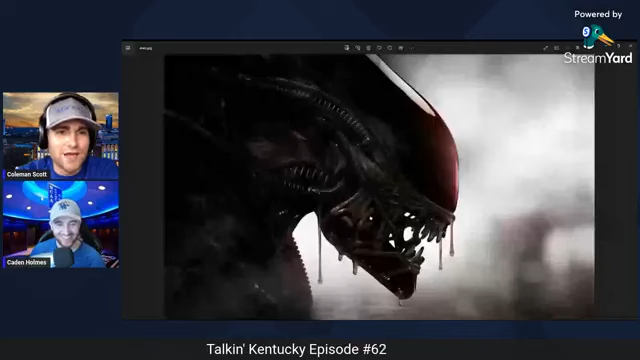 Powered by
StreamYard
Coleman Scott
Caden Holmes
Talkin' Kentucky Episode #62